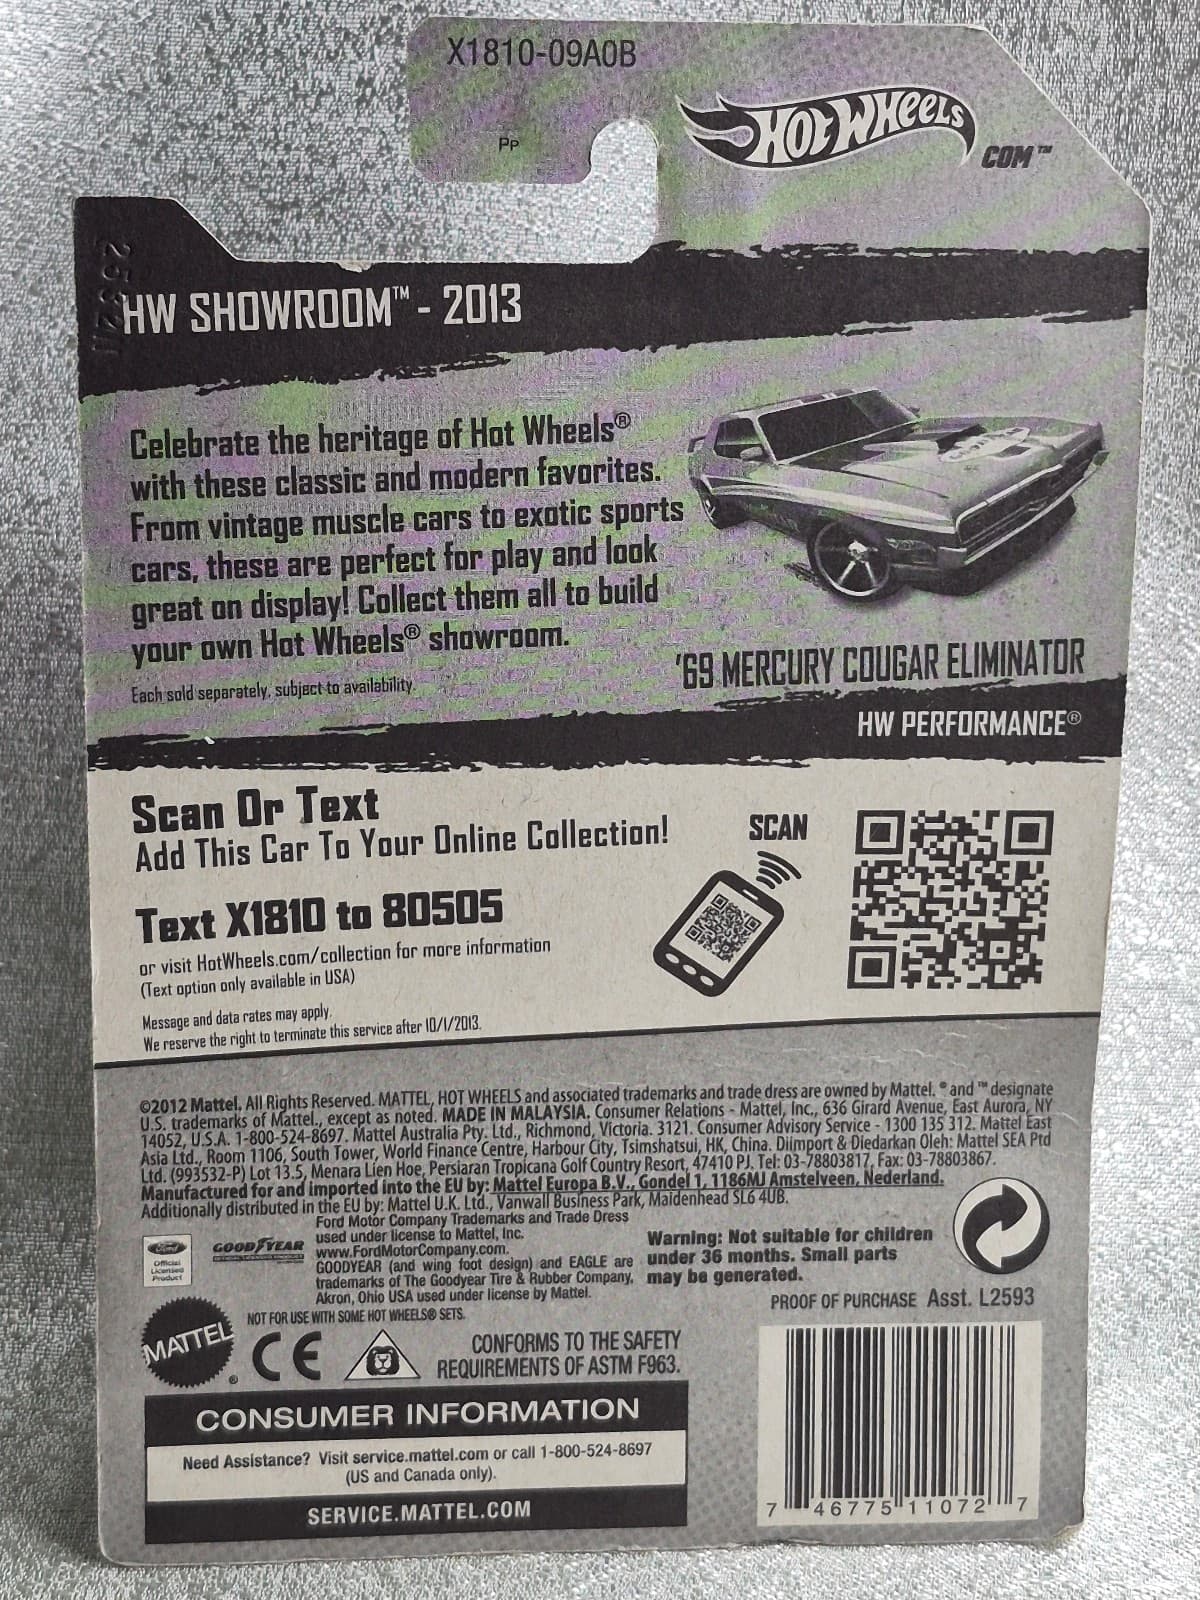 X1810-09A0B
PP
HOT WHEELS
.COM™
HW SHOWROOM™ - 2013
Celebrate the heritage of Hot Wheels®
with these classic and modern favorites.
From vintage muscle cars to exotic sports
cars, these are perfect for play and look
great on display! Collect them all to build
your own Hot Wheels® showroom.
Each sold separately, subject to availability.
'69 MERCURY COUGAR ELIMINATOR
HW PERFORMANCE®
Scan Or Text
Add This Car To Your Online Collection!
Text X1810 to 80505
or visit HotWheels.com/collection for more information
(Text option only available in USA)
Message and data rates may apply.
We reserve the right to terminate this service after 10/1/2013.
SCAN
©2012 Mattel. All Rights Reserved. MATTEL, HOT WHEELS and associated trademarks and trade dress are owned by Mattel. ® and ™ designate
U.S. trademarks of Mattel., except as noted. MADE IN MALAYSIA. Consumer Relations - Mattel, Inc., 636 Girard Avenue, East Aurora, NY
14052, U.S.A. 1-800-524-8697. Mattel Australia Pty. Ltd., Richmond, Victoria. 3121. Consumer Advisory Service - 1300 135 312. Mattel East
Asia Ltd., Room 1106, South Tower, World Finance Centre, Harbour City, Tsimshatsui, HK, China. Diimport & Diedarkan Oleh: Mattel SEA Ptd
Ltd. (993532-P) Lot 13.5, Menara Lien Hoe, Persiaran Tropicana Golf Country Resort, 47410 PJ. Tel: 03-78803817, Fax: 03-78803867.
Manufactured for and imported into the EU by: Mattel Europa B.V., Gondel 1, 1186MJ Amstelveen, Nederland.
Additionally distributed in the EU by: Mattel U.K. Ltd., Vanwall Business Park, Maidenhead SL6 4UB.
Ford
Official
Licensed
Product
GOODYEAR
Ford Motor Company Trademarks and Trade Dress
used under license to Mattel, Inc.
www.FordMotorCompany.com.
GOODYEAR (and wing foot design) and EAGLE are
trademarks of The Goodyear Tire & Rubber Company,
Akron, Ohio USA used under license by Mattel.
Warning: Not suitable for children
under 36 months. Small parts
may be generated.
PROOF OF PURCHASE Asst. L2593
NOT FOR USE WITH SOME HOT WHEELS® SETS.
MATTEL®
CE
CONFORMS TO THE SAFETY
REQUIREMENTS OF ASTM F963.
CONSUMER INFORMATION
Need Assistance? Visit service.mattel.com or call 1-800-524-8697
(US and Canada only).
SERVICE.MATTEL.COM
7 46775 11072 7